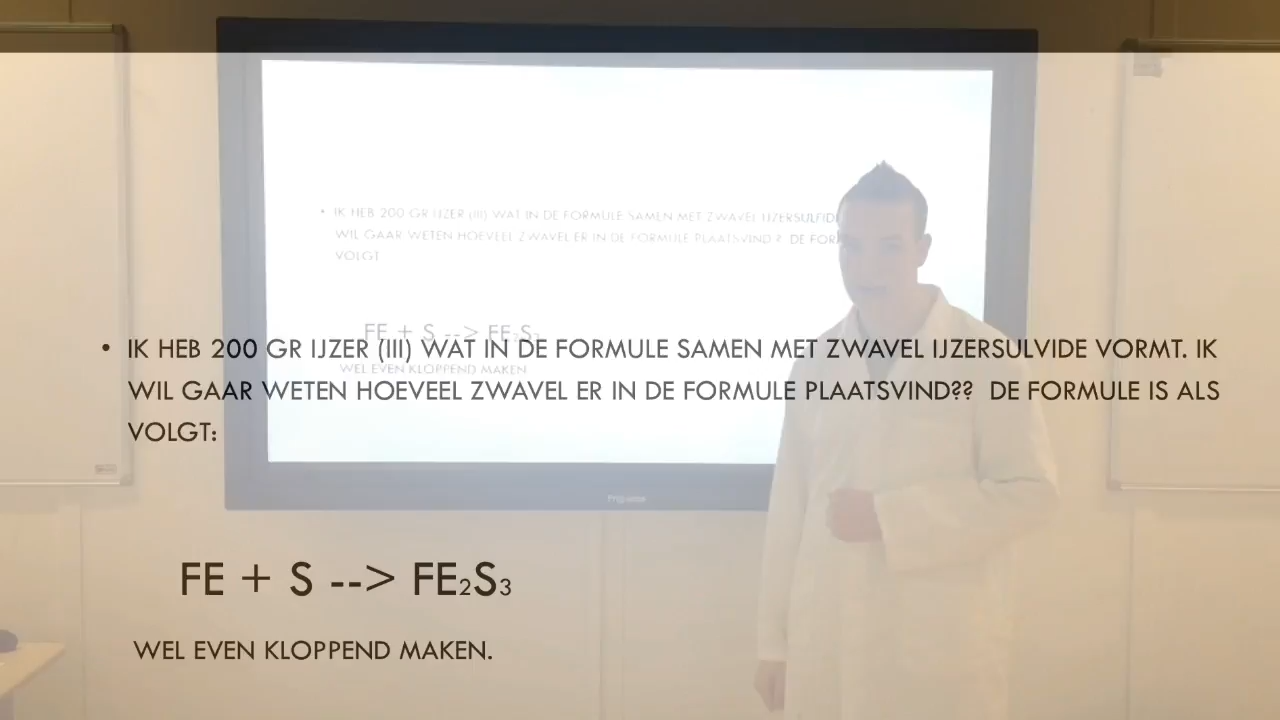 • IK HEB 200 GR IJZER (III) WAT IN DE FORMULE SAMEN MET ZWAVEL IJZERSULFID
WIL GAAR WETEN HOEVEEL ZWAVEL ER IN DE FORMULE PLAATSVIND ? DE FOR
VOLGT
FE + S --> FE₂S₃
WEL EVEN KLOPPEND MAKEN
• IK HEB 200 GR IJZER (III) WAT IN DE FORMULE SAMEN MET ZWAVEL IJZERSULVIDE VORMT. IK
WIL GAAR WETEN HOEVEEL ZWAVEL ER IN DE FORMULE PLAATSVIND?? DE FORMULE IS ALS
VOLGT:
FE + S --> FE₂S₃
WEL EVEN KLOPPEND MAKEN.